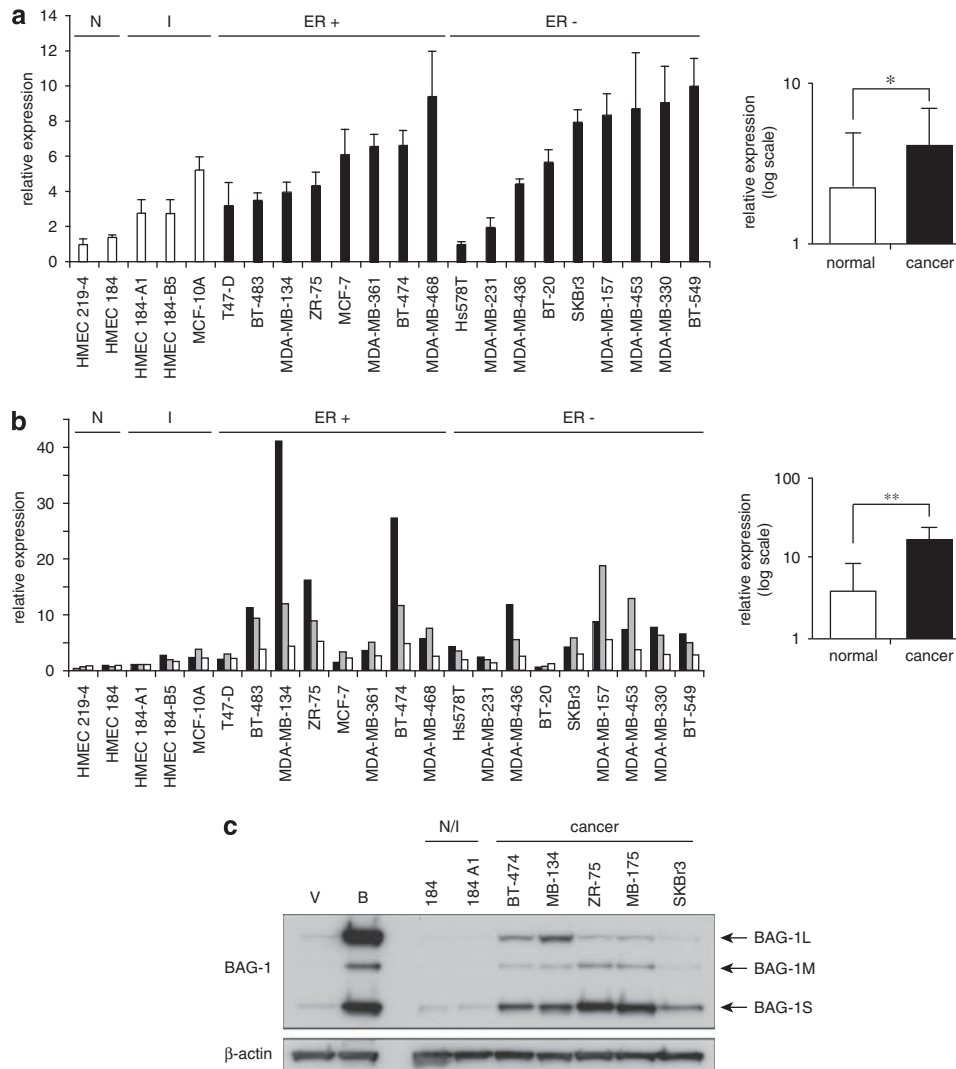 a
N I ER + ER -
relative expression
14
12
10
8
6
4
2
0
HMEC 219-4
HMEC 184
HMEC 184-A1
HMEC 184-B5
MCF-10A
T47-D
BT-483
MDA-MB-134
ZR-75
MCF-7
MDA-MB-361
BT-474
MDA-MB-468
Hs578T
MDA-MB-231
MDA-MB-436
BT-20
SKBr3
MDA-MB-157
MDA-MB-453
MDA-MB-330
BT-549
relative expression
(log scale)
10
1
*
normal cancer
b
N I ER + ER -
relative expression
40
30
20
10
0
HMEC 219-4
HMEC 184
HMEC 184-A1
HMEC 184-B5
MCF-10A
T47-D
BT-483
MDA-MB-134
ZR-75
MCF-7
MDA-MB-361
BT-474
MDA-MB-468
Hs578T
MDA-MB-231
MDA-MB-436
BT-20
SKBr3
MDA-MB-157
MDA-MB-453
MDA-MB-330
BT-549
relative expression
(log scale)
100
10
1
**
normal cancer
c
N/I cancer
V B 184 184 A1 BT-474 MB-134 ZR-75 MB-175 SKBr3
BAG-1
BAG-1L
BAG-1M
BAG-1S
β-actin